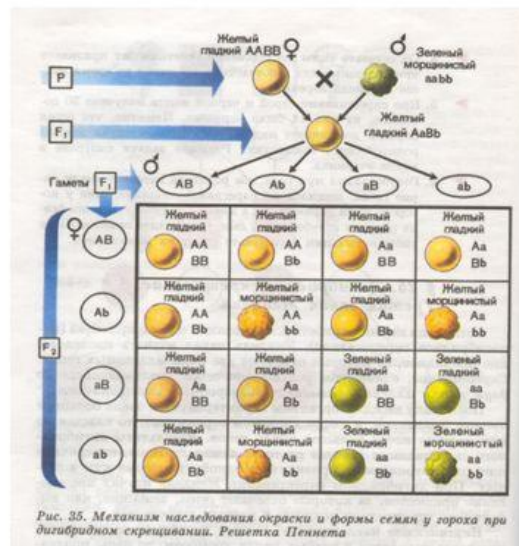 Желтый
гладкий AABB ♀
♂
Зеленый
морщинистый
aabb
P
×
F₁
Желтый
гладкий AaBb
♂
Гаметы F₁
AB Ab aB ab
♀
F₂
AB
Желтый гладкий AA BB
Желтый гладкий AA Bb
Желтый гладкий Aa BB
Желтый гладкий Aa Bb
Ab
Желтый гладкий AA Bb
Желтый морщинистый AA bb
Желтый гладкий Aa Bb
Желтый морщинистый Aa bb
aB
Желтый гладкий Aa BB
Желтый гладкий Aa Bb
Зеленый гладкий aa BB
Зеленый гладкий aa Bb
ab
Желтый гладкий Aa Bb
Желтый морщинистый Aa bb
Зеленый гладкий aa Bb
Зеленый морщинистый aa bb
Рис. 35. Механизм наследования окраски и формы семян у гороха при
дигибридном скрещивании. Решетка Пеннета